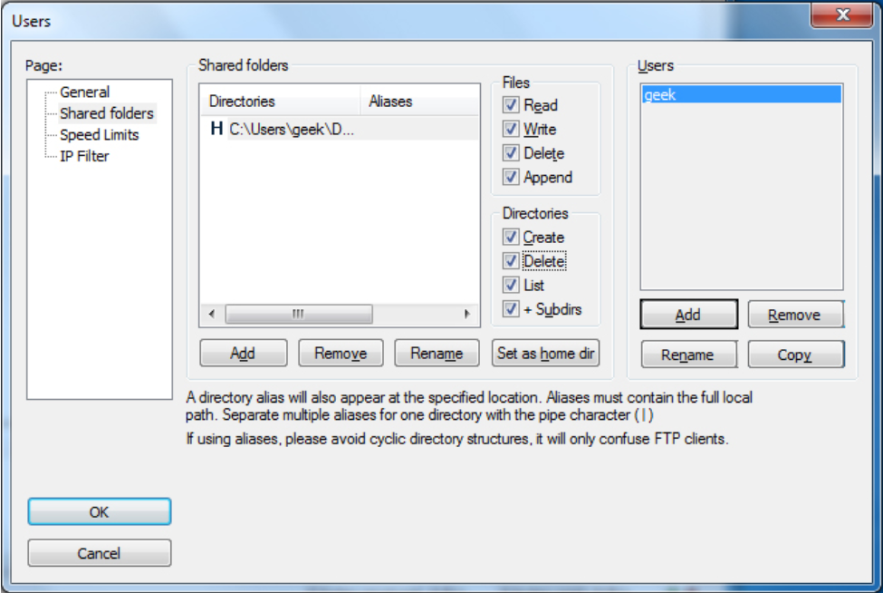 Users
Page:
General
Shared folders
Speed Limits
IP Filter
Shared folders
Directories Aliases
H C:\Users\geek\D...
Add Remove Rename Set as home dir
Files
Read
Write
Delete
Append
Directories
Create
Delete
List
+ Subdirs
Users
geek
Add Remove
Rename Copy
A directory alias will also appear at the specified location. Aliases must contain the full local
path. Separate multiple aliases for one directory with the pipe character (|)
If using aliases, please avoid cyclic directory structures, it will only confuse FTP clients.
OK
Cancel